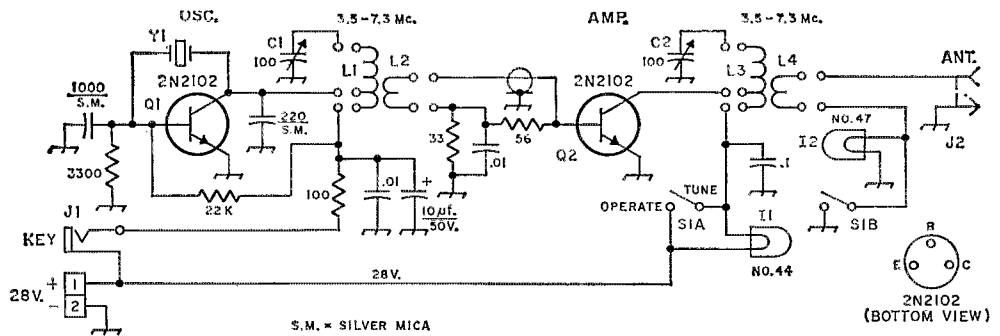 OSC.
3.5-7.3 Mc.
AMP.
3.5-7.3 Mc.
Y1
C1
100
L1
L2
C2
100
L3
L4
ANT.
2N2102
2N2102
1000
S.M.
Q1
220
S.M.
33
.01
56
Q2
NO.47
I2
J2
3300
22K
100
.01
+
10μf.
50V.
.1
TUNE
OPERATE
S1A
S1B
I1
NO.44
J1
KEY
28V.
+ 1
28V.
- 2
B
E
C
2N2102
(BOTTOM VIEW)
S.M. = SILVER MICA